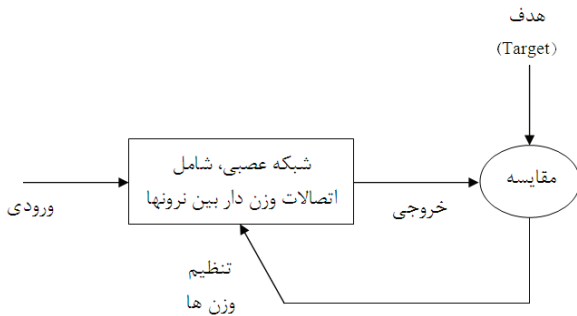 هدف
(Target)
شبکه عصبی، شامل
اتصالات وزن دار بین نرونها
مقایسه
ورودی
خروجی
تنظیم
وزن ها